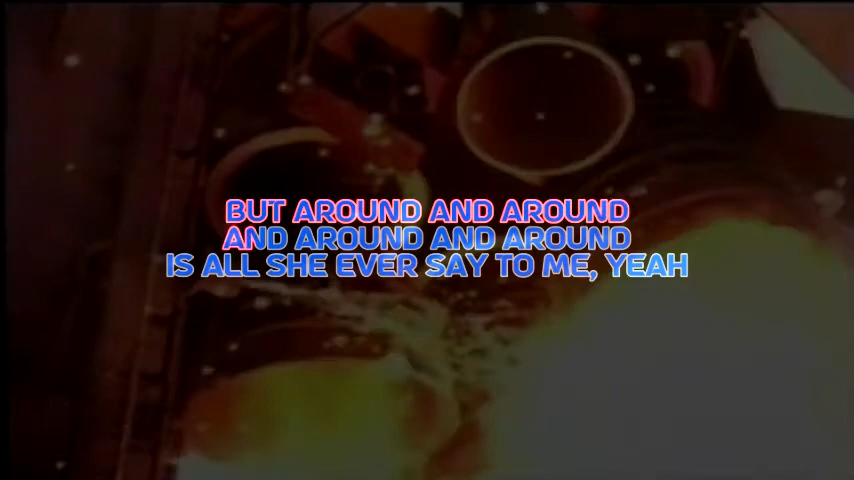 BUT AROUND AND AROUND
AND AROUND AND AROUND
IS ALL SHE EVER SAY TO ME, YEAH